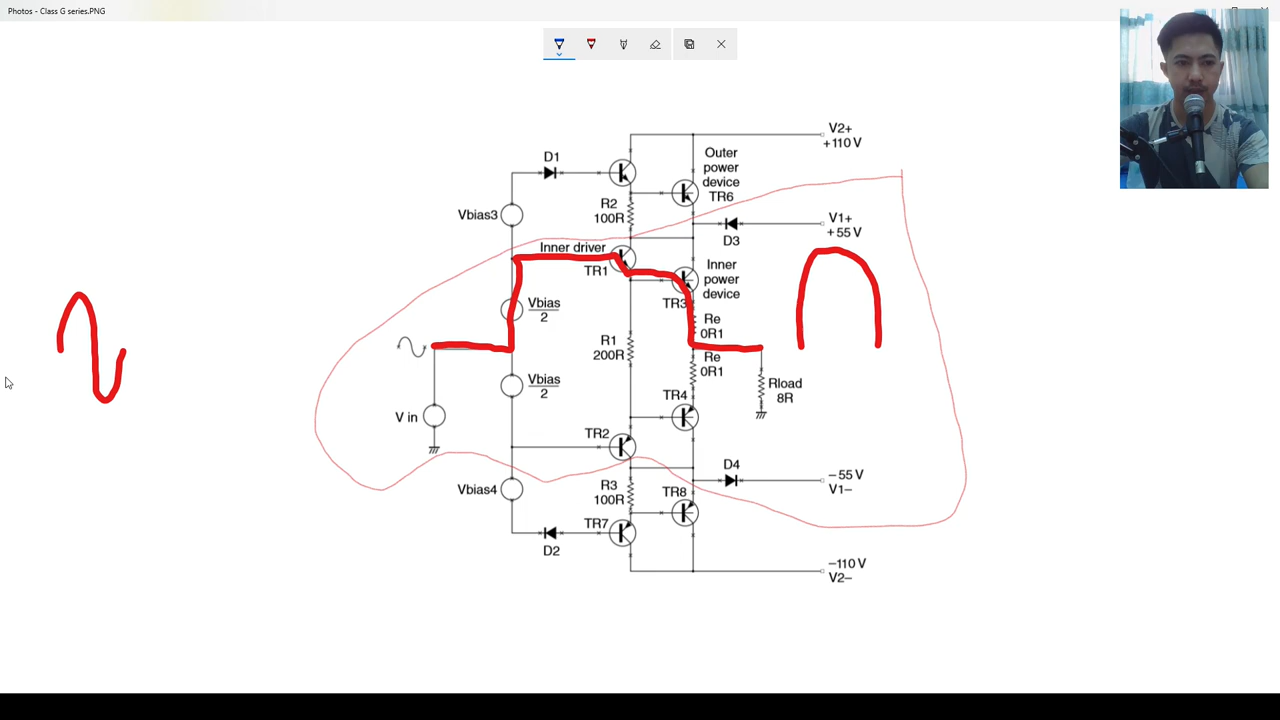 Photos - Class G series.PNG
V2+
+110 V
D1
Outer
power
device
TR6
R2
100R
Vbias3
V1+
+55 V
D3
Inner driver
TR1
Inner
power
device
TR3
Vbias
2
Re
0R1
R1
200R
Re
0R1
Vbias
2
Rload
8R
TR4
V in
TR2
D4
−55 V
V1−
Vbias4
R3
100R
TR8
TR7
D2
−110 V
V2−